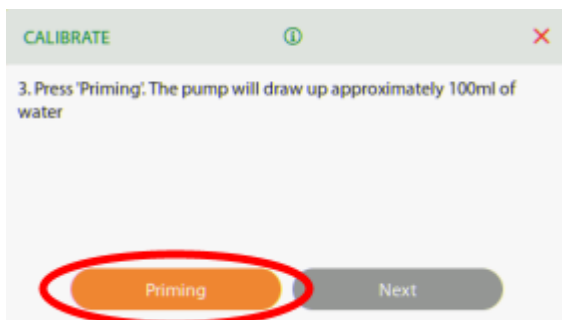 CALIBRATE
3. Press 'Priming'. The pump will draw up approximately 100ml of
water
Priming
Next